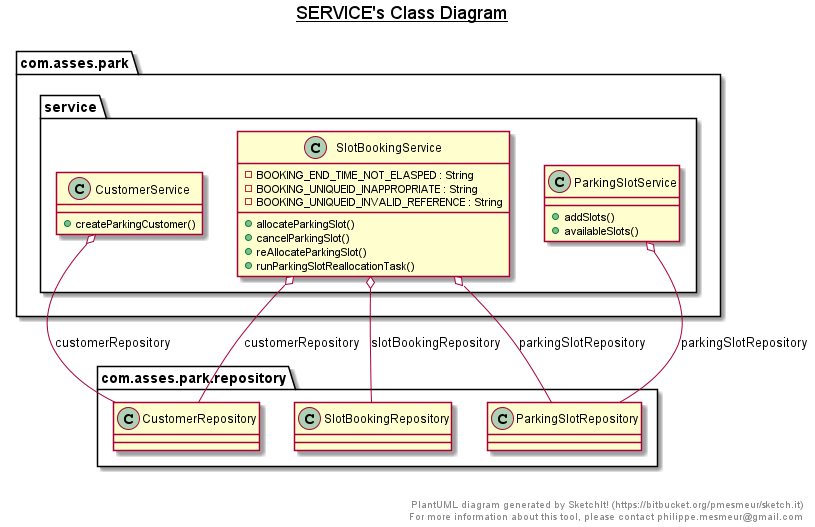 SERVICE's Class Diagram
com.asses.park
service
C SlotBookingService
BOOKING_END_TIME_NOT_ELASPED : String
BOOKING_UNIQUEID_INAPPROPRIATE : String
BOOKING_UNIQUEID_INVALID_REFERENCE : String
allocateParkingSlot()
cancelParkingSlot()
reAllocateParkingSlot()
runParkingSlotReallocationTask()
C CustomerService
createParkingCustomer()
C ParkingSlotService
addSlots()
availableSlots()
customerRepository
customerRepository
slotBookingRepository
parkingSlotRepository
parkingSlotRepository
com.asses.park.repository
C CustomerRepository
C SlotBookingRepository
C ParkingSlotRepository
PlantUML diagram generated by SketchIt! (https://bitbucket.org/pmesmeur/sketch.it)
For more information about this tool, please contact philippe.mesmeur@gmail.com